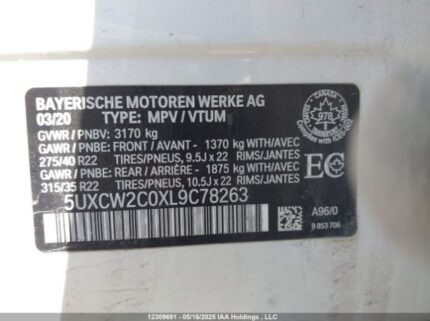 BAYERISCHE MOTOREN WERKE AG
03/20 TYPE: MPV / VTUM
GVWR / PNBV: 3170 kg
GAWR / PNBE: FRONT / AVANT - 1370 kg WITH/AVEC
275/40 R22 TIRES/PNEUS, 9.5J x 22 RIMS/JANTES
GAWR / PNBE: REAR / ARRIÈRE - 1875 kg WITH/AVEC
315/35 R22 TIRES/PNEUS, 10.5J x 22 RIMS/JANTES
5UXCW2C0XL9C78263
CANADA
978
TRANSPORT
EC
A96/0
9 853 706
12309691 - 05/16/2025 IAA Holdings, LLC